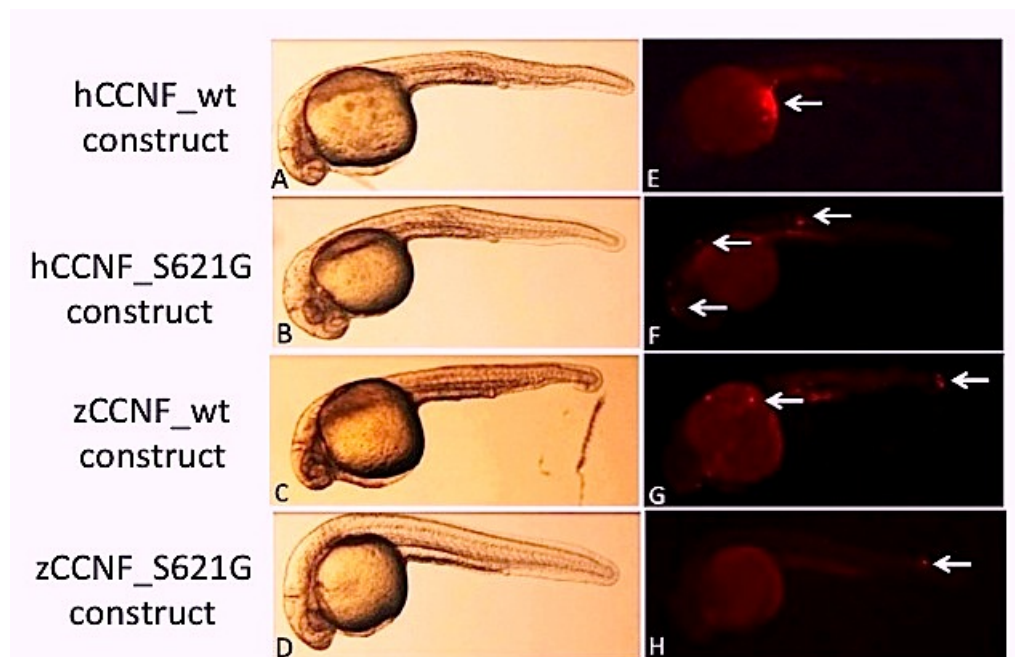 hCCNF_wt
construct
A
E
hCCNF_S621G
construct
B
F
zCCNF_wt
construct
C
G
zCCNF_S621G
construct
D
H